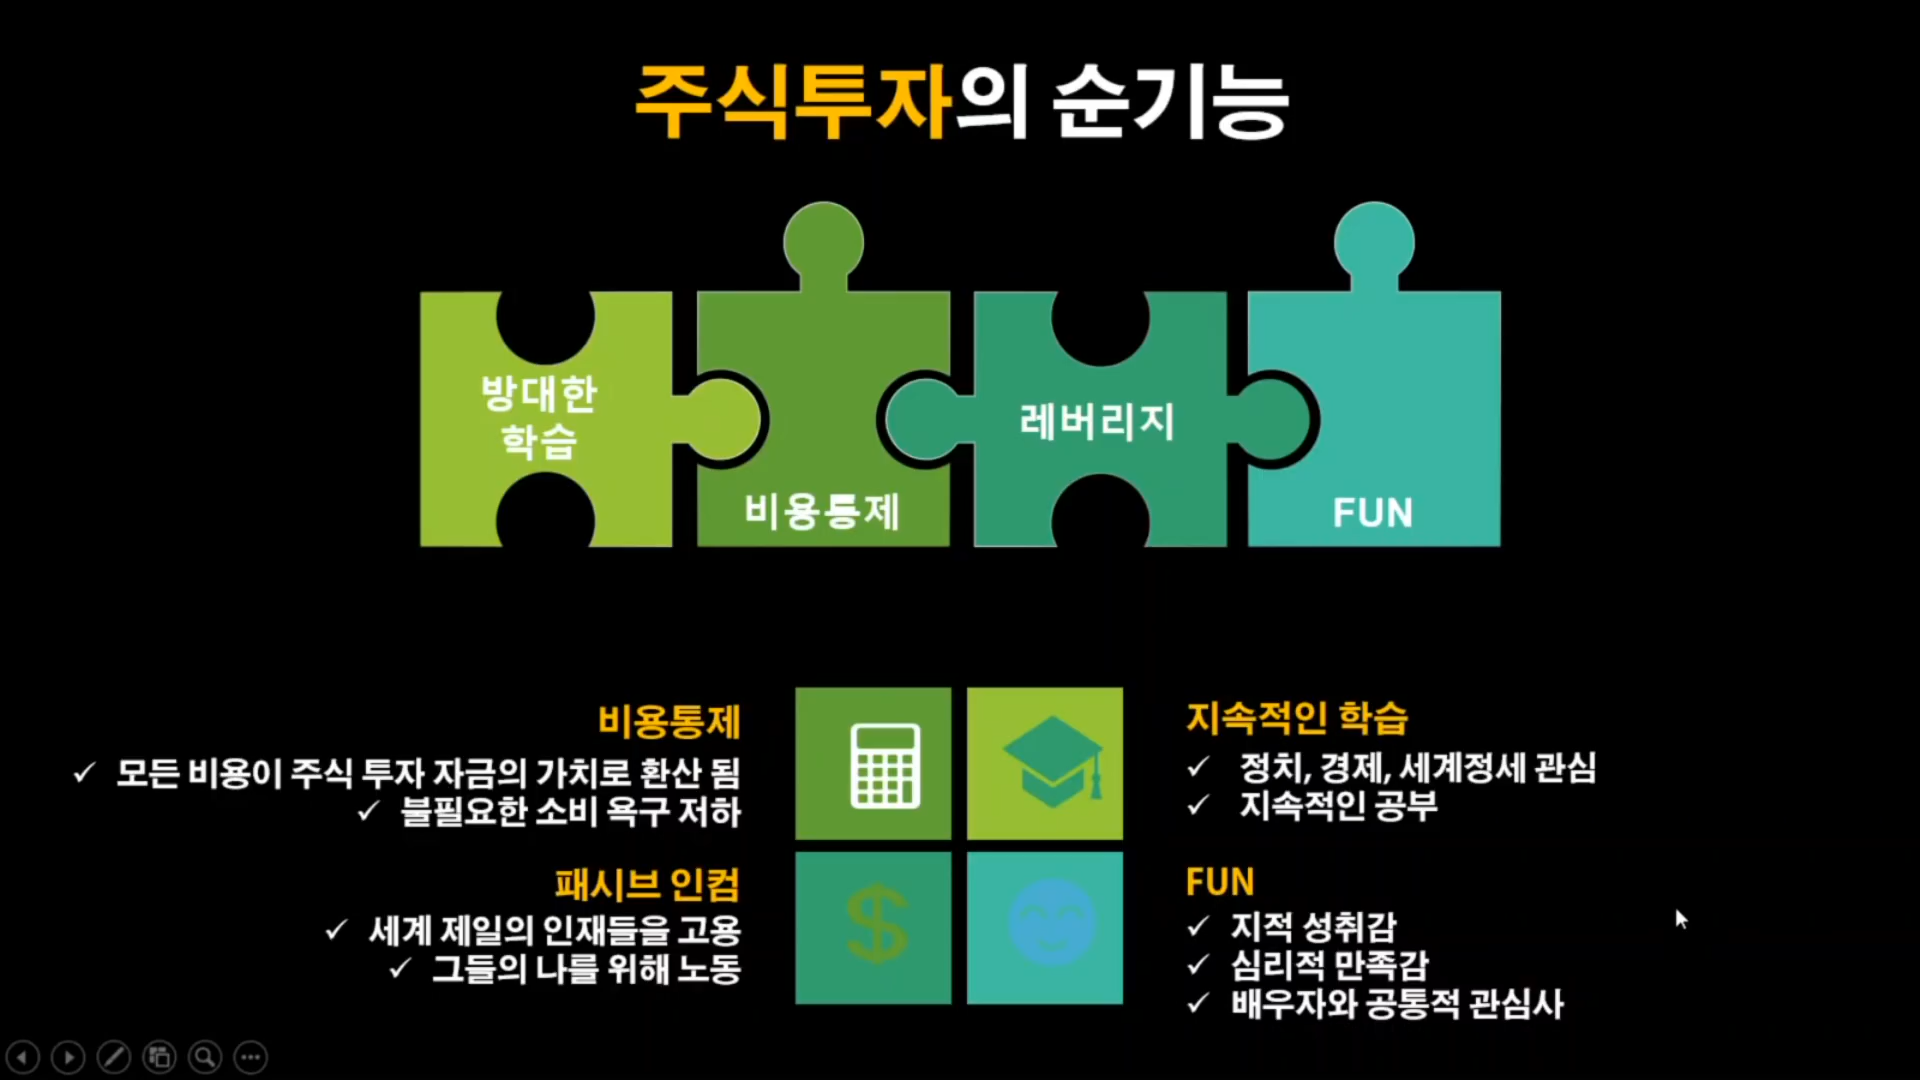 주식투자의 순기능
방대한
학습
비용통제
레버리지
FUN
비용통제
✓ 모든 비용이 주식 투자 자금의 가치로 환산 됨
✓ 불필요한 소비 욕구 저하
지속적인 학습
✓ 정치, 경제, 세계정세 관심
✓ 지속적인 공부
패시브 인컴
✓ 세계 제일의 인재들을 고용
✓ 그들의 나를 위해 노동
FUN
✓ 지적 성취감
✓ 심리적 만족감
✓ 배우자와 공통적 관심사